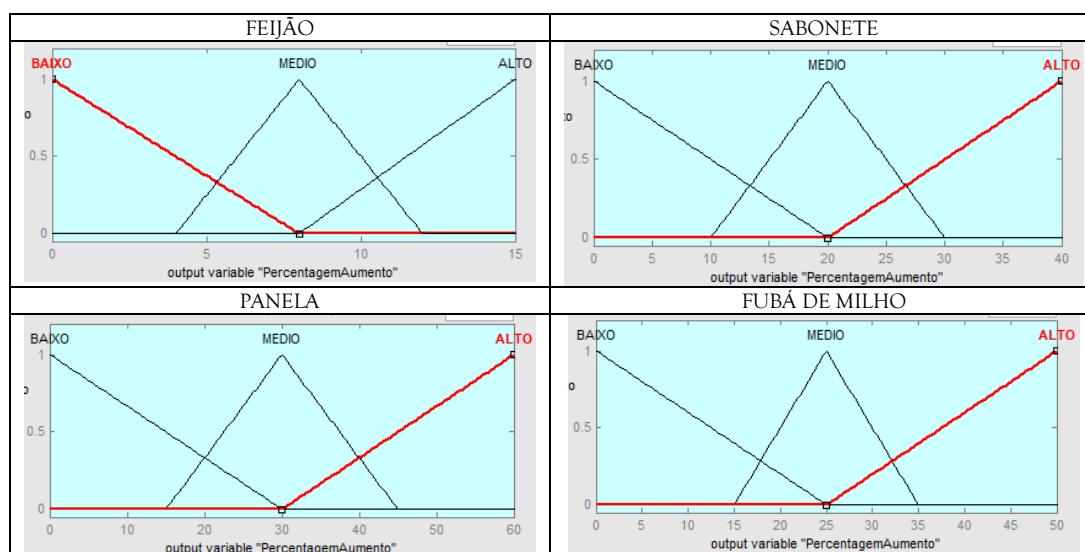 FEIJÃO
SABONETE
BAIXO MEDIO ALTO
1
0.5
0
0 5 10 15
output variable "PercentagemAumento"
BAIXO MEDIO ALTO
1
0.5
0
0 5 10 15 20 25 30 35 40
output variable "PercentagemAumento"
PANELA
FUBÁ DE MILHO
BAIXO MEDIO ALTO
1
0.5
0
0 10 20 30 40 50 60
output variable "PercentagemAumento"
BAIXO MEDIO ALTO
1
0.5
0
0 5 10 15 20 25 30 35 40 45 50
output variable "PercentagemAumento"